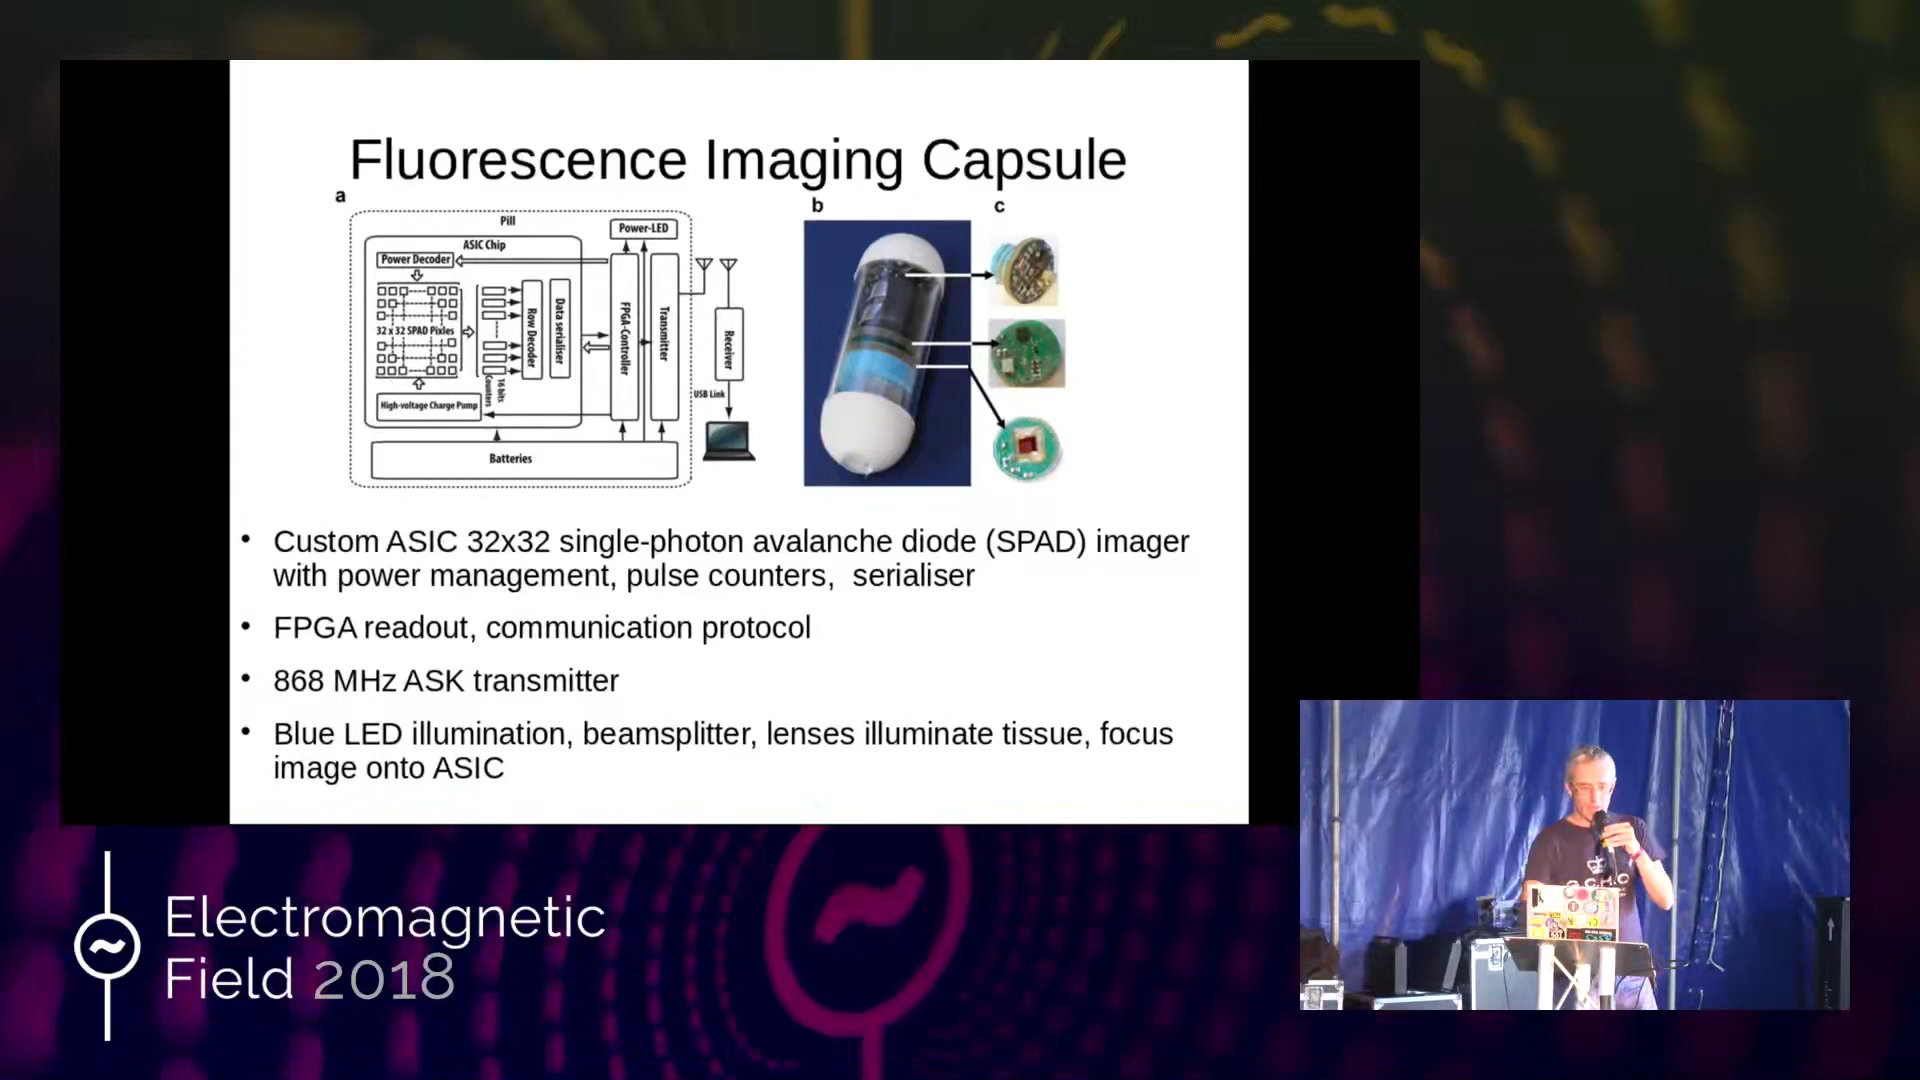 Fluorescence Imaging Capsule
a
Pill
ASIC Chip
Power-LED
Power Decoder
32 x 32 SPAD Pixles
16 bits
Counters
Row Decoder
Data serialiser
FPGA-Controller
Transmitter
Receiver
High-voltage Charge Pump
USB Link
Batteries
b
c
• Custom ASIC 32x32 single-photon avalanche diode (SPAD) imager
with power management, pulse counters, serialiser
• FPGA readout, communication protocol
• 868 MHz ASK transmitter
• Blue LED illumination, beamsplitter, lenses illuminate tissue, focus
image onto ASIC
Electromagnetic
Field 2018